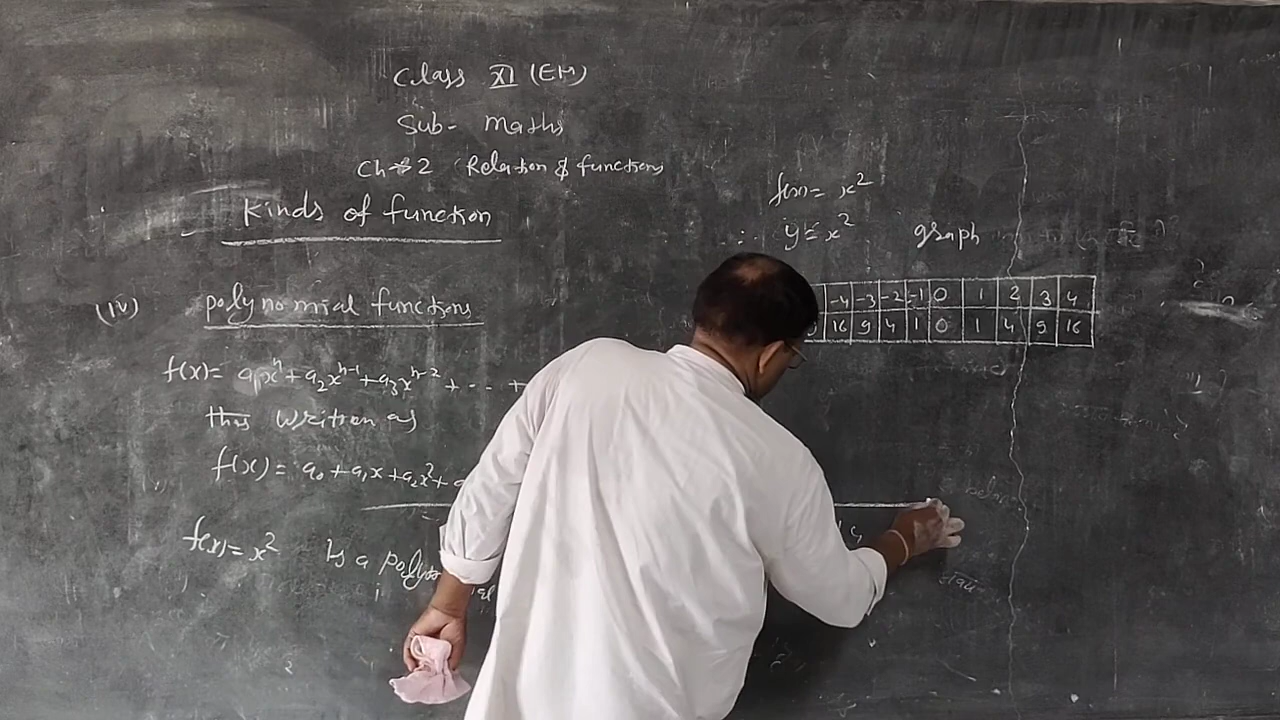 Class XI (EM)
Sub- maths
Ch→2 Relation & functions
Kinds of function
(iv) polynomial functions
f(x)= a₁xⁿ+a₂xⁿ⁻¹+a₃xⁿ⁻²+ -- +
this writron as
f(x)= a₀+a₁x+a₂x²+
f(x)=x² is a poly
f(x)= x²
∴ y=x² graph
-4 -3 -2 -1 0 1 2 3 4
16 9 4 1 0 1 4 9 16